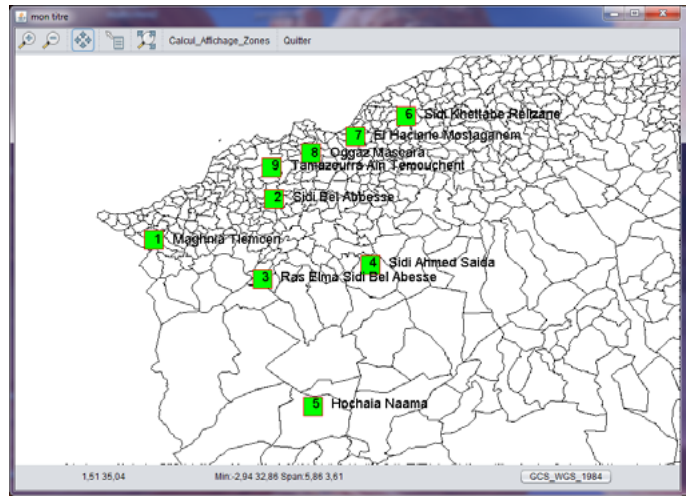 mon titre
Calcul_Affichage_Zones Quitter
6 Sidi Khettabe Relizane
7 El Haciane Mostaganem
8 Oggaz Mascara
9 Tamazourra Ain Temouchent
2 Sidi Bel Abbesse
1 Maghnia Tlemcen
4 Sidi Ahmed Saida
3 Ras Elma Sidi Bel Abesse
5 Hochaia Naama
1,51 35,04 Min:-2,94 32,86 Span:5,86 3,61 GCS_WGS_1984